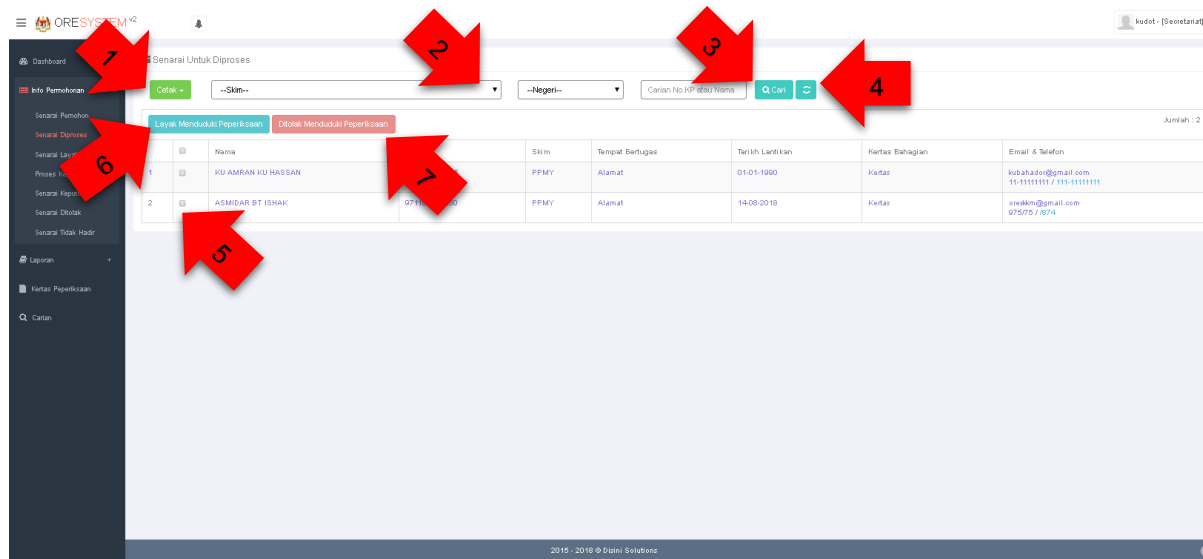 ORESYSTEM v2
kudot - [Secretariat]
1
2
3
4
5
6
7
Dashboard
Info Permohonan
Senarai Pemohon
Senarai Diproses
Senarai
Proses
Senarai
Senarai Ditolak
Senarai Tidak Hadir
Laporan +
Kertas Peperiksaan
Carian
Senarai Untuk Diproses
Cetak
--Skim--
--Negeri--
Carian No.KP atau Nama
Cari
Layak Menduduki Peperiksaan
Ditolak Menduduki Peperiksaan
Jumlah : 2
Nama Skim Tempat Bertugas Tarikh Lantikan Kertas Bahagian Email & Telefon
1 KU AMRAN KU HASSAN PPMY Alamat 01-01-1990 Kertas kubahador@gmail.com
11-11111111 / 111-11111111
2 ASMIDAR BT ISHAK PPMY Alamat 14-08-2018 Kertas oreskkm@gmail.com
975/75 / /874
2015 - 2018 © Disini Solutions